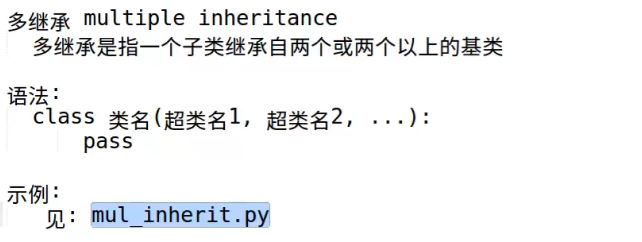 多继承 multiple inheritance
多继承是指一个子类继承自两个或两个以上的基类
语法:
class 类名(超类名1, 超类名2, ...):
pass
示例:
见: mul_inherit.py